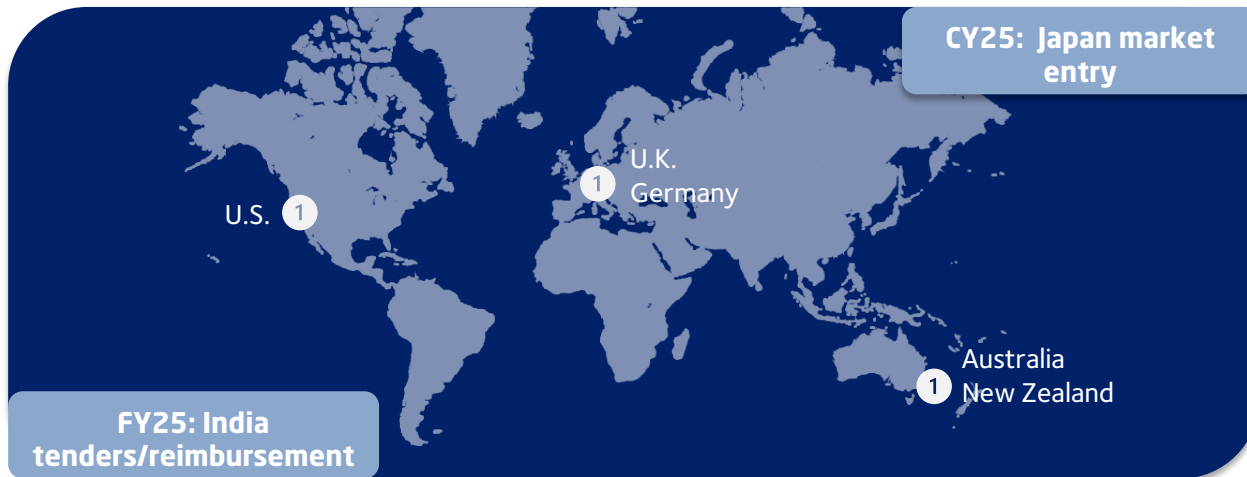 CY25: Japan market
entry
U.K.
1
Germany
U.S.
1
Australia
1
New Zealand
FY25: India
tenders/reimbursement